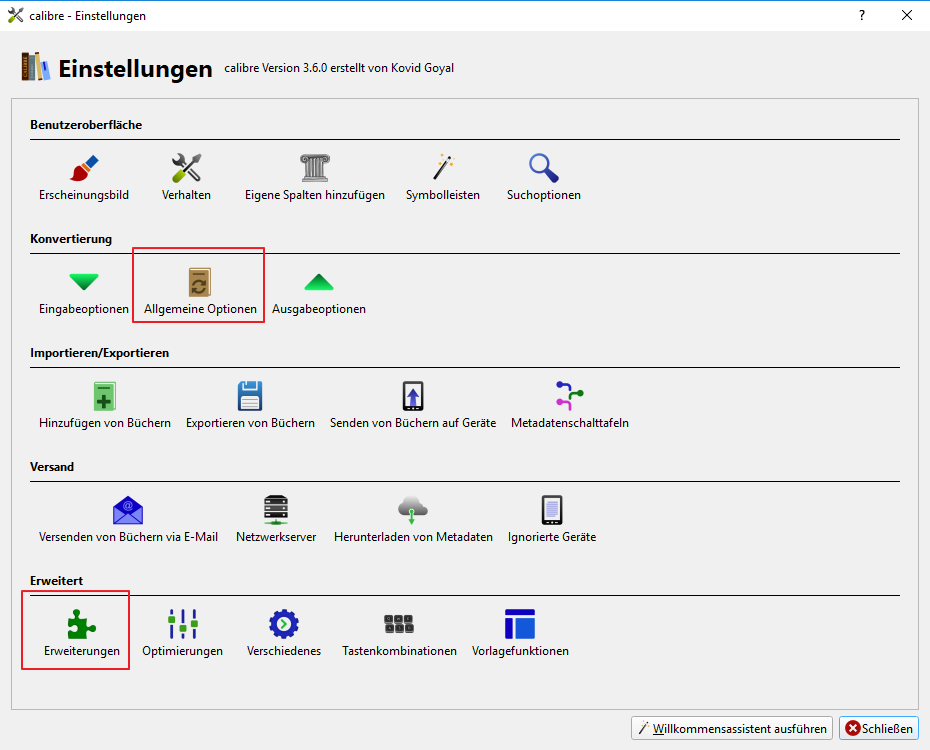 calibre - Einstellungen
?
Einstellungen calibre Version 3.6.0 erstellt von Kovid Goyal
Benutzeroberfläche
Erscheinungsbild Verhalten Eigene Spalten hinzufügen Symbolleisten Suchoptionen
Konvertierung
Eingabeoptionen Allgemeine Optionen Ausgabeoptionen
Importieren/Exportieren
Hinzufügen von Büchern Exportieren von Büchern Senden von Büchern auf Geräte Metadatenschalttafeln
Versand
Versenden von Büchern via E-Mail Netzwerkserver Herunterladen von Metadaten Ignorierte Geräte
Erweitert
Erweiterungen Optimierungen Verschiedenes Tastenkombinationen Vorlagefunktionen
Willkommensassistent ausführen Schließen